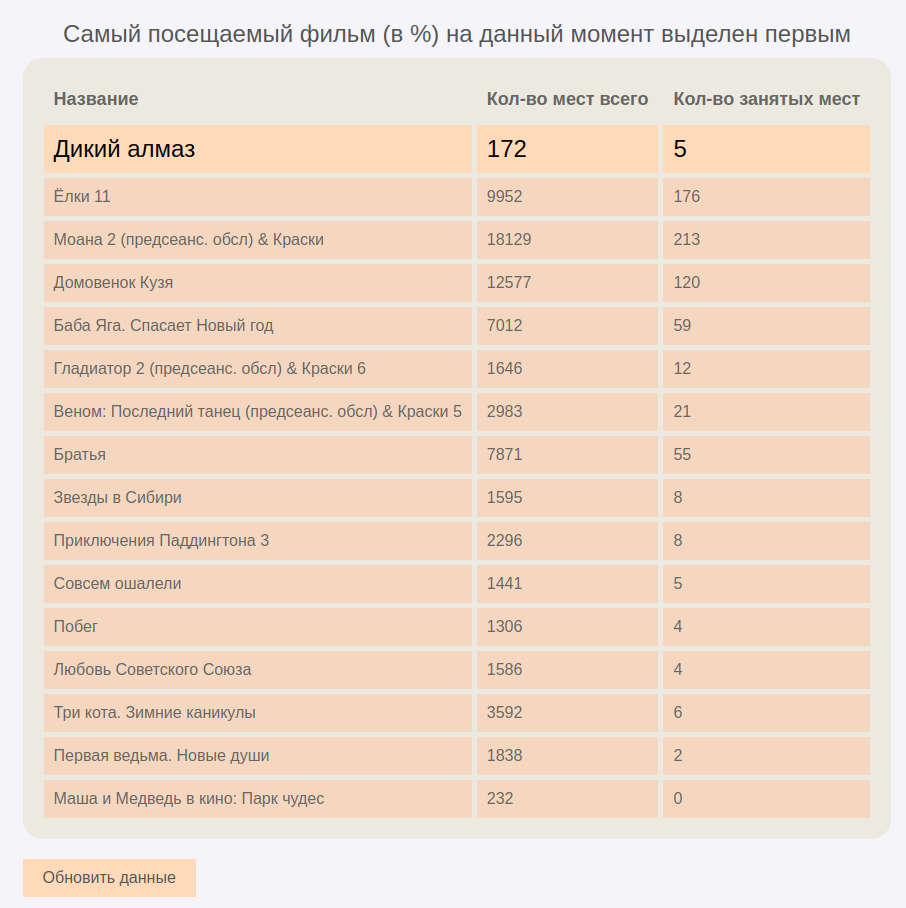 Самый посещаемый фильм (в %) на данный момент выделен первым
Название Кол-во мест всего Кол-во занятых мест
Дикий алмаз 172 5
Ёлки 11 9952 176
Моана 2 (предсеанс. обсл) & Краски 18129 213
Домовенок Кузя 12577 120
Баба Яга. Спасает Новый год 7012 59
Гладиатор 2 (предсеанс. обсл) & Краски 6 1646 12
Веном: Последний танец (предсеанс. обсл) & Краски 5 2983 21
Братья 7871 55
Звезды в Сибири 1595 8
Приключения Паддингтона 3 2296 8
Совсем ошалели 1441 5
Побег 1306 4
Любовь Советского Союза 1586 4
Три кота. Зимние каникулы 3592 6
Первая ведьма. Новые души 1838 2
Маша и Медведь в кино: Парк чудес 232 0
Обновить данные